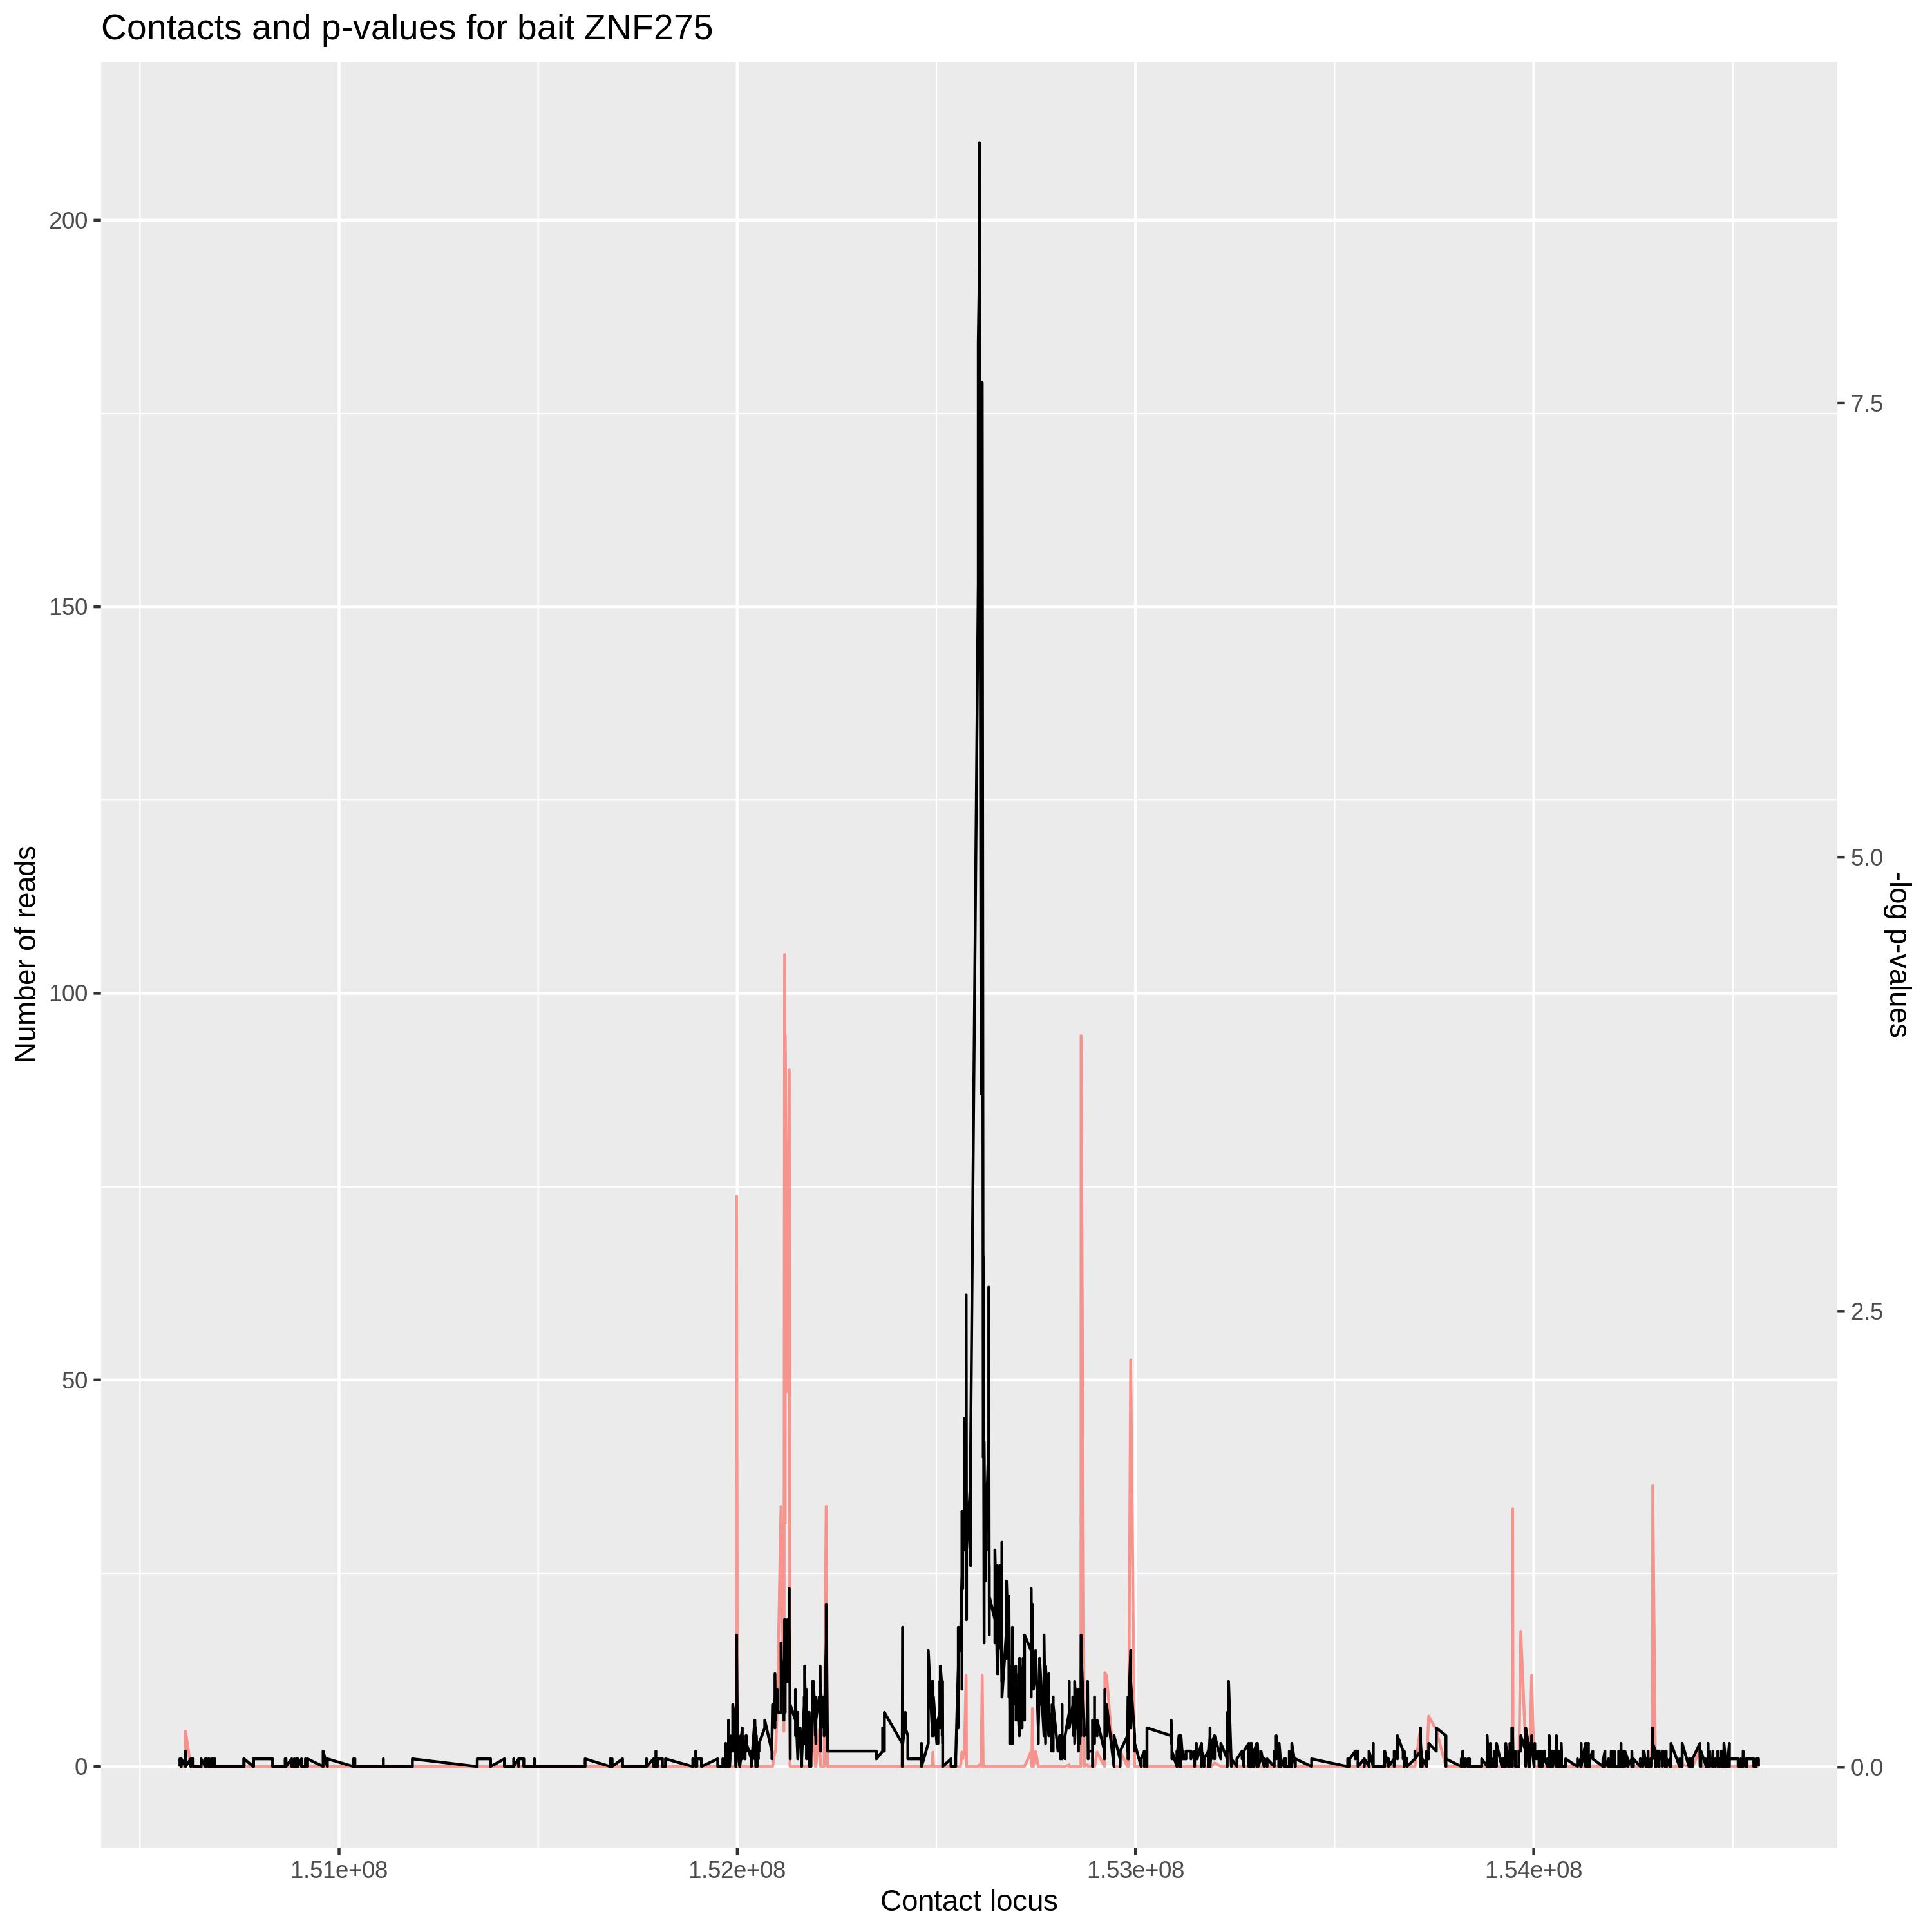 Contacts and p-values for bait ZNF275
200
150
100
50
0
Number of reads
7.5
5.0
2.5
0.0
-log p-values
1.51e+08
1.52e+08
1.53e+08
1.54e+08
Contact locus